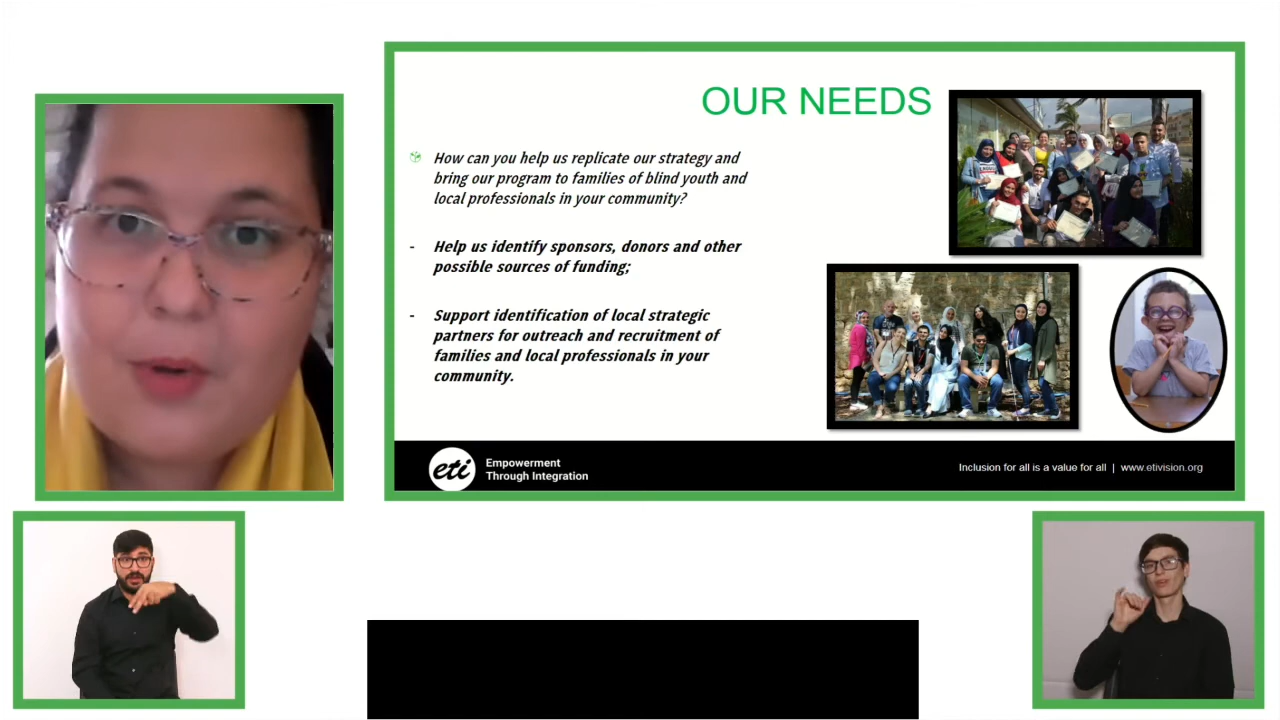 OUR NEEDS
How can you help us replicate our strategy and
bring our program to families of blind youth and
local professionals in your community?
- Help us identify sponsors, donors and other
possible sources of funding;
- Support identification of local strategic
partners for outreach and recruitment of
families and local professionals in your
community.
eti
Empowerment
Through Integration
Inclusion for all is a value for all | www.etivision.org